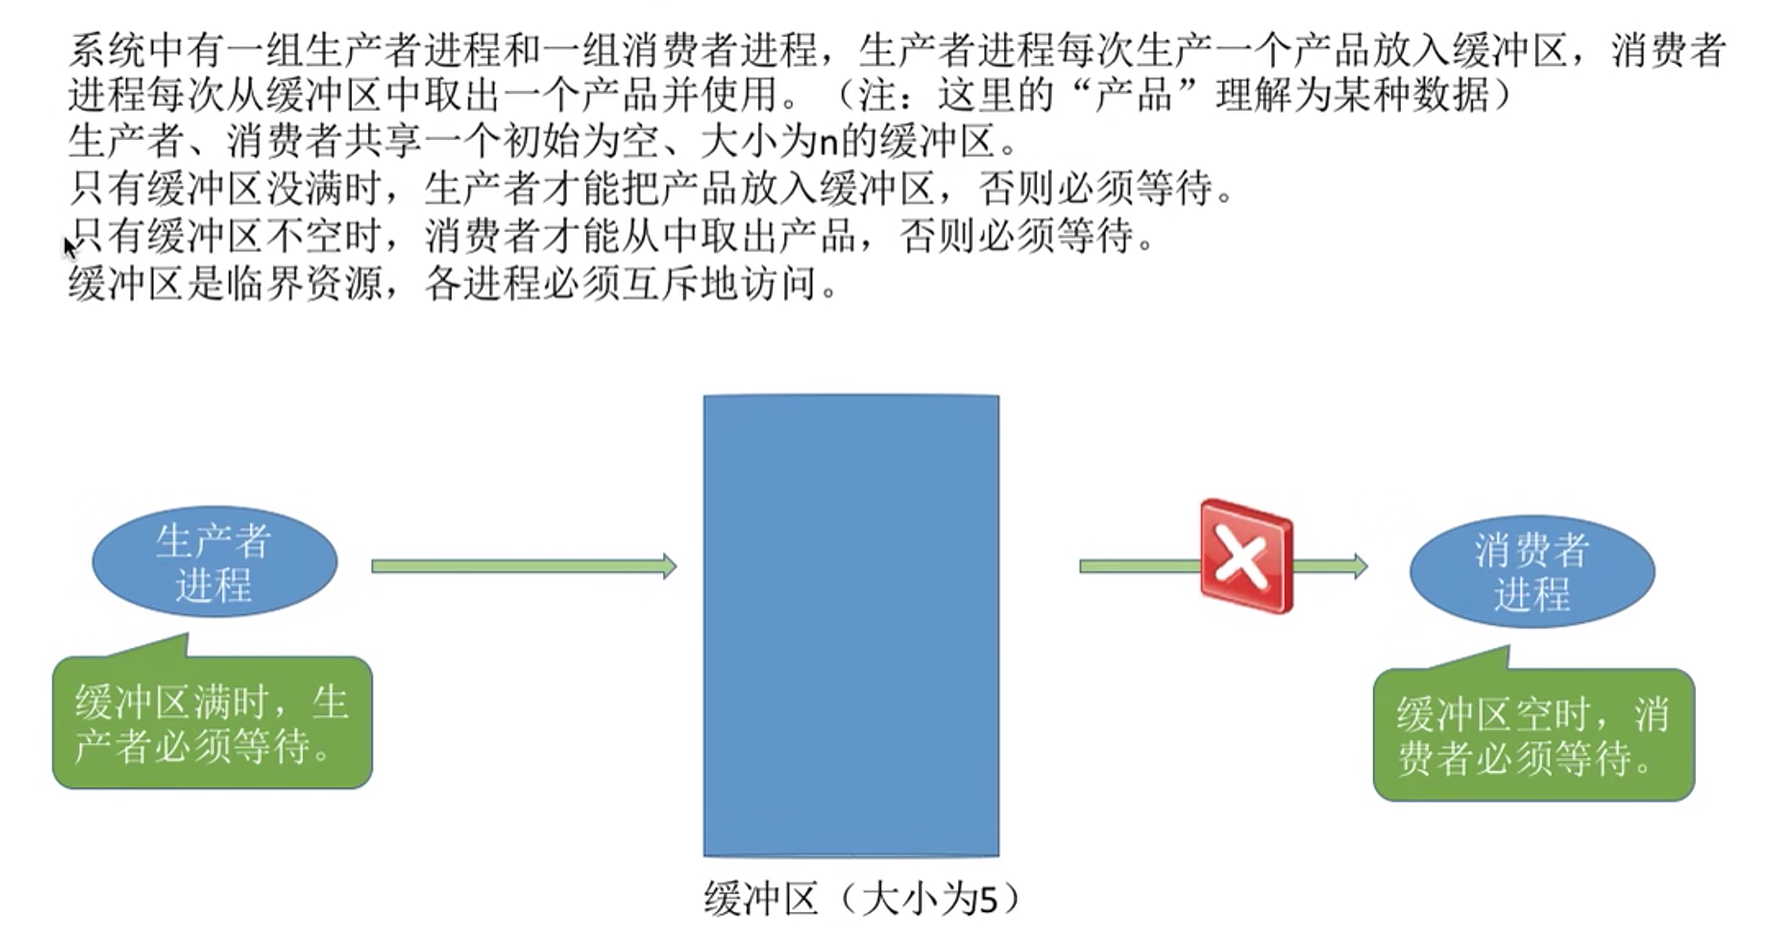 系统中有一组生产者进程和一组消费者进程，生产者进程每次生产一个产品放入缓冲区，消费者
进程每次从缓冲区中取出一个产品并使用。（注：这里的“产品”理解为某种数据）
生产者、消费者共享一个初始为空、大小为n的缓冲区。
只有缓冲区没满时，生产者才能把产品放入缓冲区，否则必须等待。
只有缓冲区不空时，消费者才能从中取出产品，否则必须等待。
缓冲区是临界资源，各进程必须互斥地访问。
生产者
进程
消费者
进程
缓冲区满时，生
产者必须等待。
缓冲区空时，消
费者必须等待。
缓冲区（大小为5）